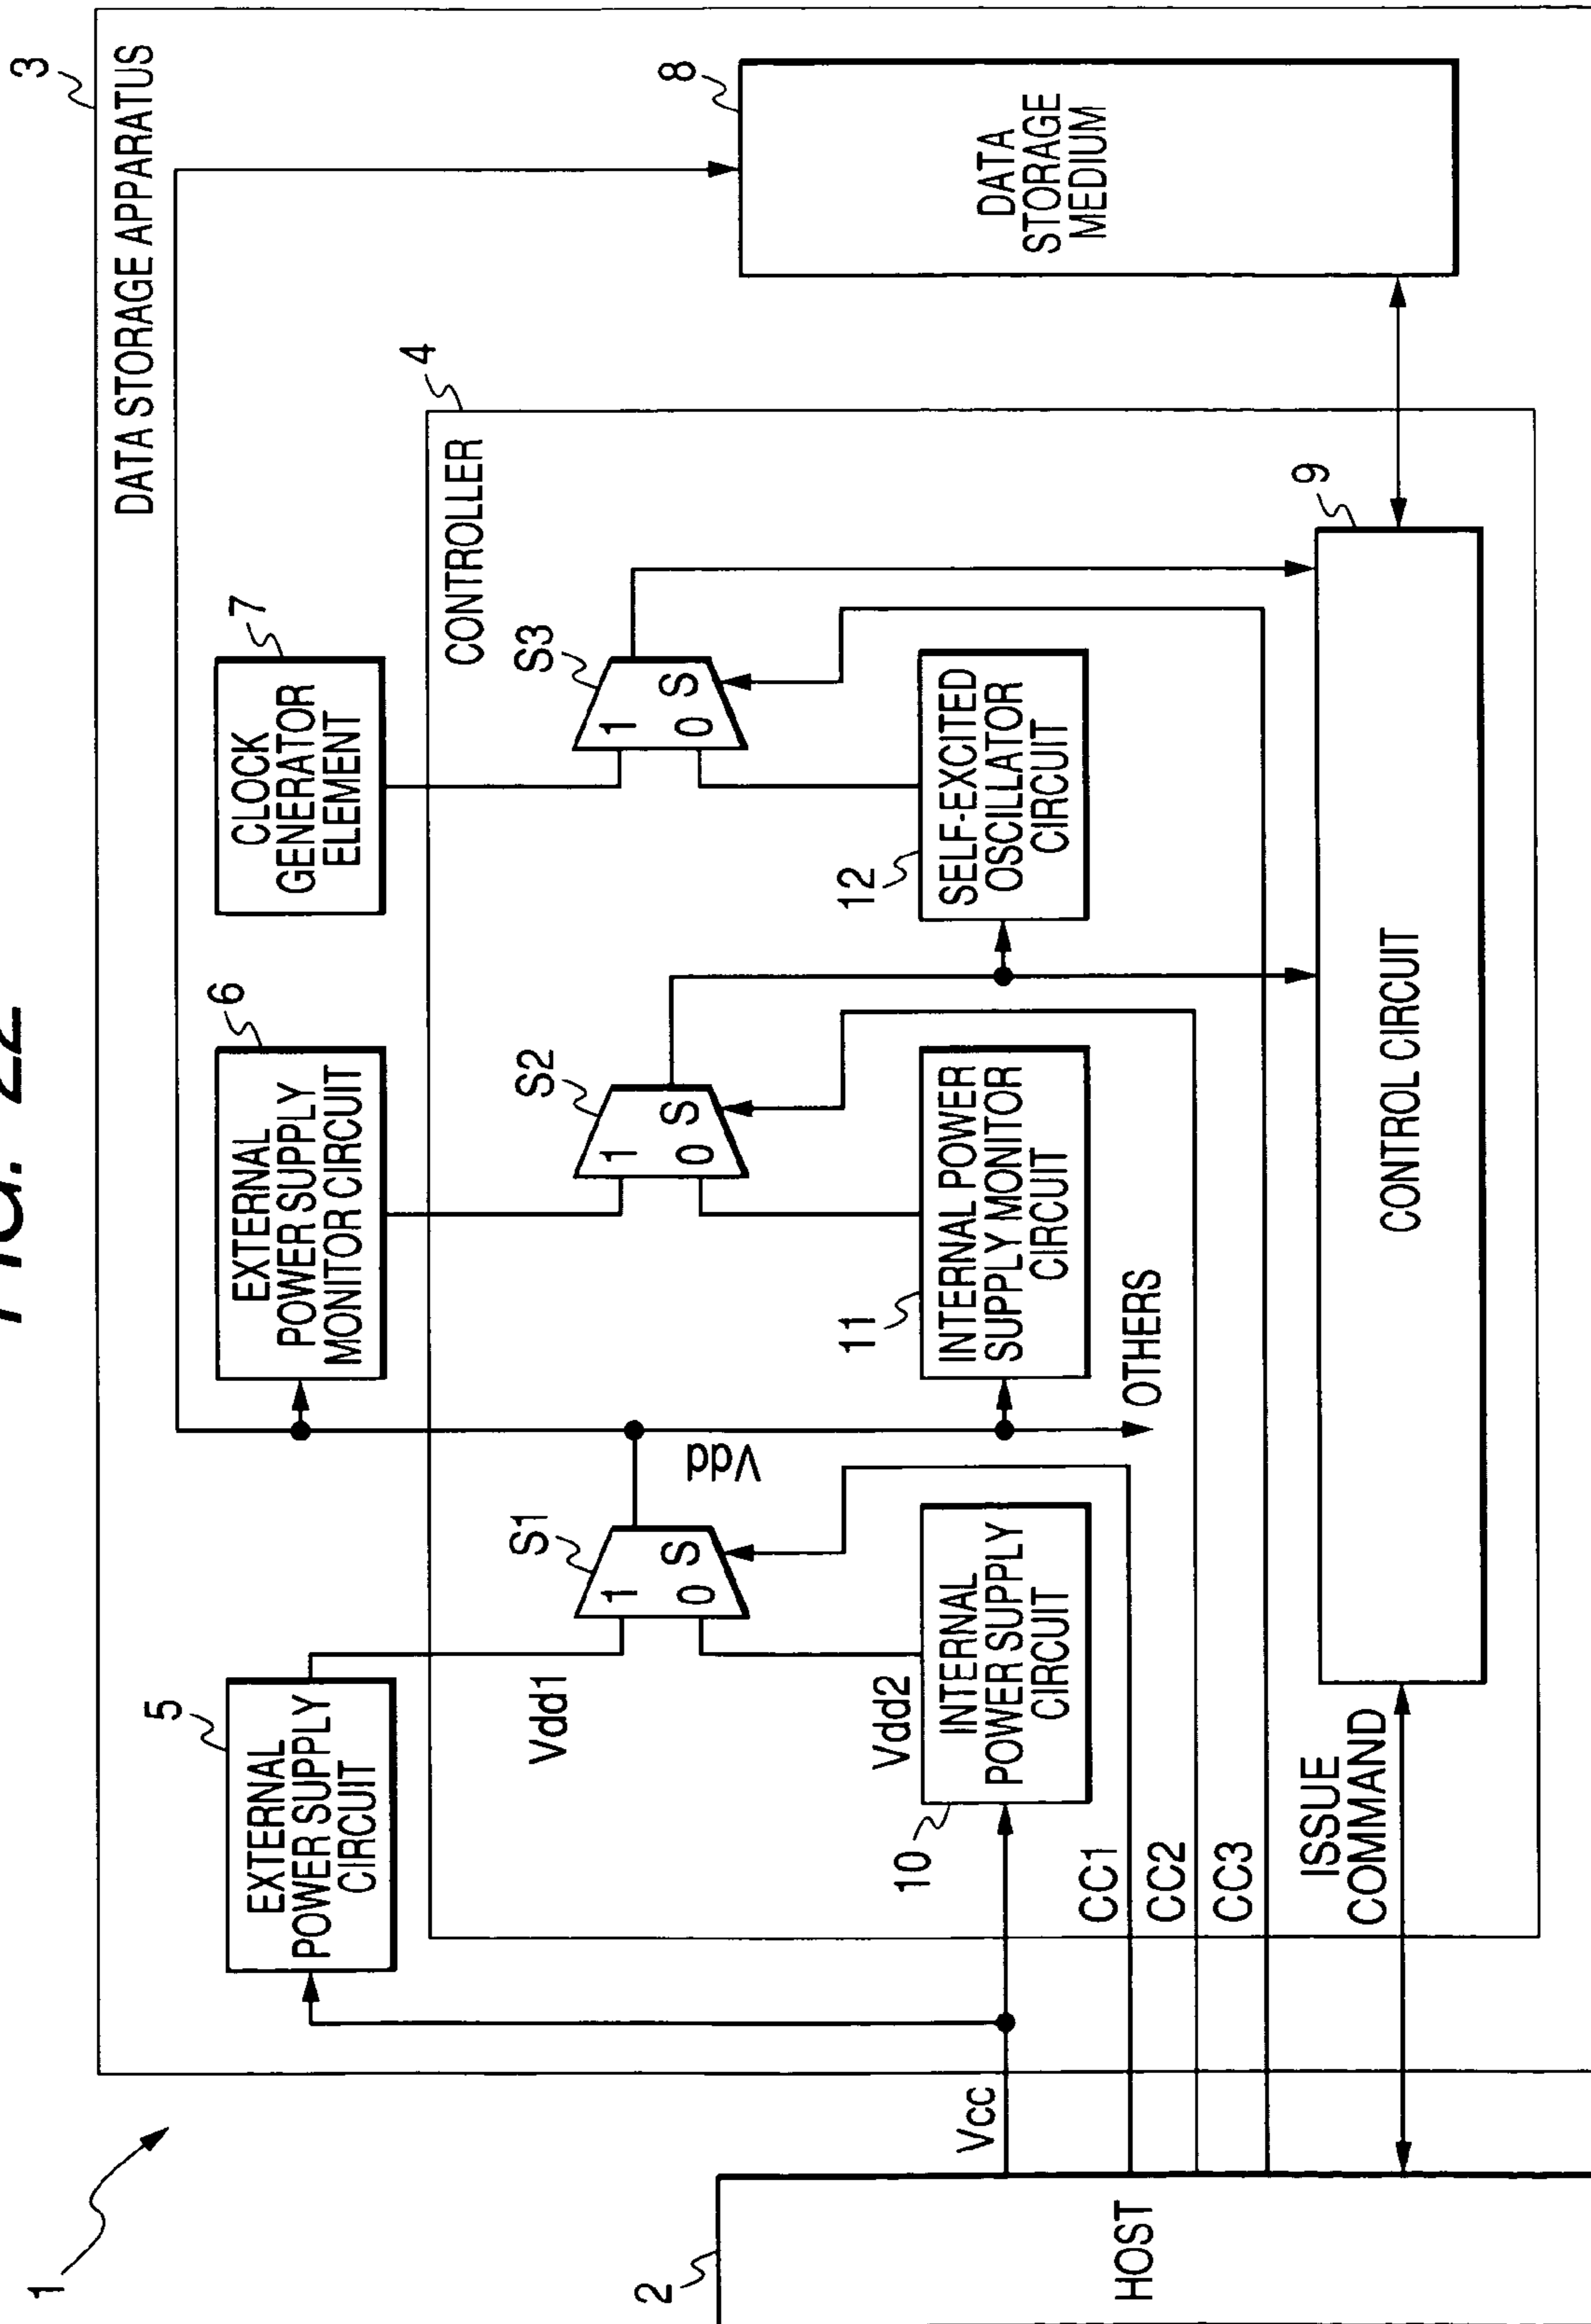 FIG. 22
1
3
DATA STORAGE APPARATUS
5
EXTERNAL
POWER SUPPLY
CIRCUIT
6
EXTERNAL
POWER SUPPLY
MONITOR CIRCUIT
7
CLOCK
GENERATOR
ELEMENT
4
CONTROLLER
8
DATA
STORAGE
MEDIUM
Vdd1
S1
1
0
S
Vdd
S2
1
0
S
S3
1
0
S
2
HOST
Vcc
Vdd2
10
INTERNAL
POWER SUPPLY
CIRCUIT
11
INTERNAL POWER
SUPPLY MONITOR
CIRCUIT
12
SELF-EXCITED
OSCILLATOR
CIRCUIT
OTHERS
CC1
CC2
CC3
ISSUE
COMMAND
9
CONTROL CIRCUIT